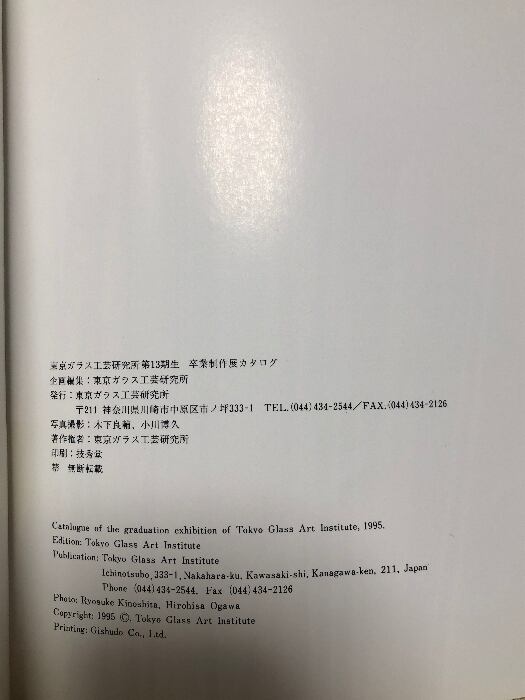 東京ガラス工芸研究所第13期生　卒業制作展カタログ
企画編集：東京ガラス工芸研究所
発行：東京ガラス工芸研究所
〒211 神奈川県川崎市中原区市ノ坪333-1　TEL.(044)434-2544／FAX.(044)434-2126
写真撮影：木下良輔、小川博久
著作権者：東京ガラス工芸研究所
印刷：技秀堂
禁　無断転載
Catalogue of the graduation exhibition of Tokyo Glass Art Institute, 1995.
Edition: Tokyo Glass Art Institute
Publication: Tokyo Glass Art Institute
Ichinotsubo, 333-1, Nakahara-ku, Kawasaki-shi, Kanagawa-ken, 211, Japan
Phone (044)434-2544, Fax (044)434-2126
Photo: Ryosuke Kinoshita, Hirohisa Ogawa
Copyright: 1995 ©, Tokyo Glass Art Institute
Printing: Gishudo Co., Ltd.